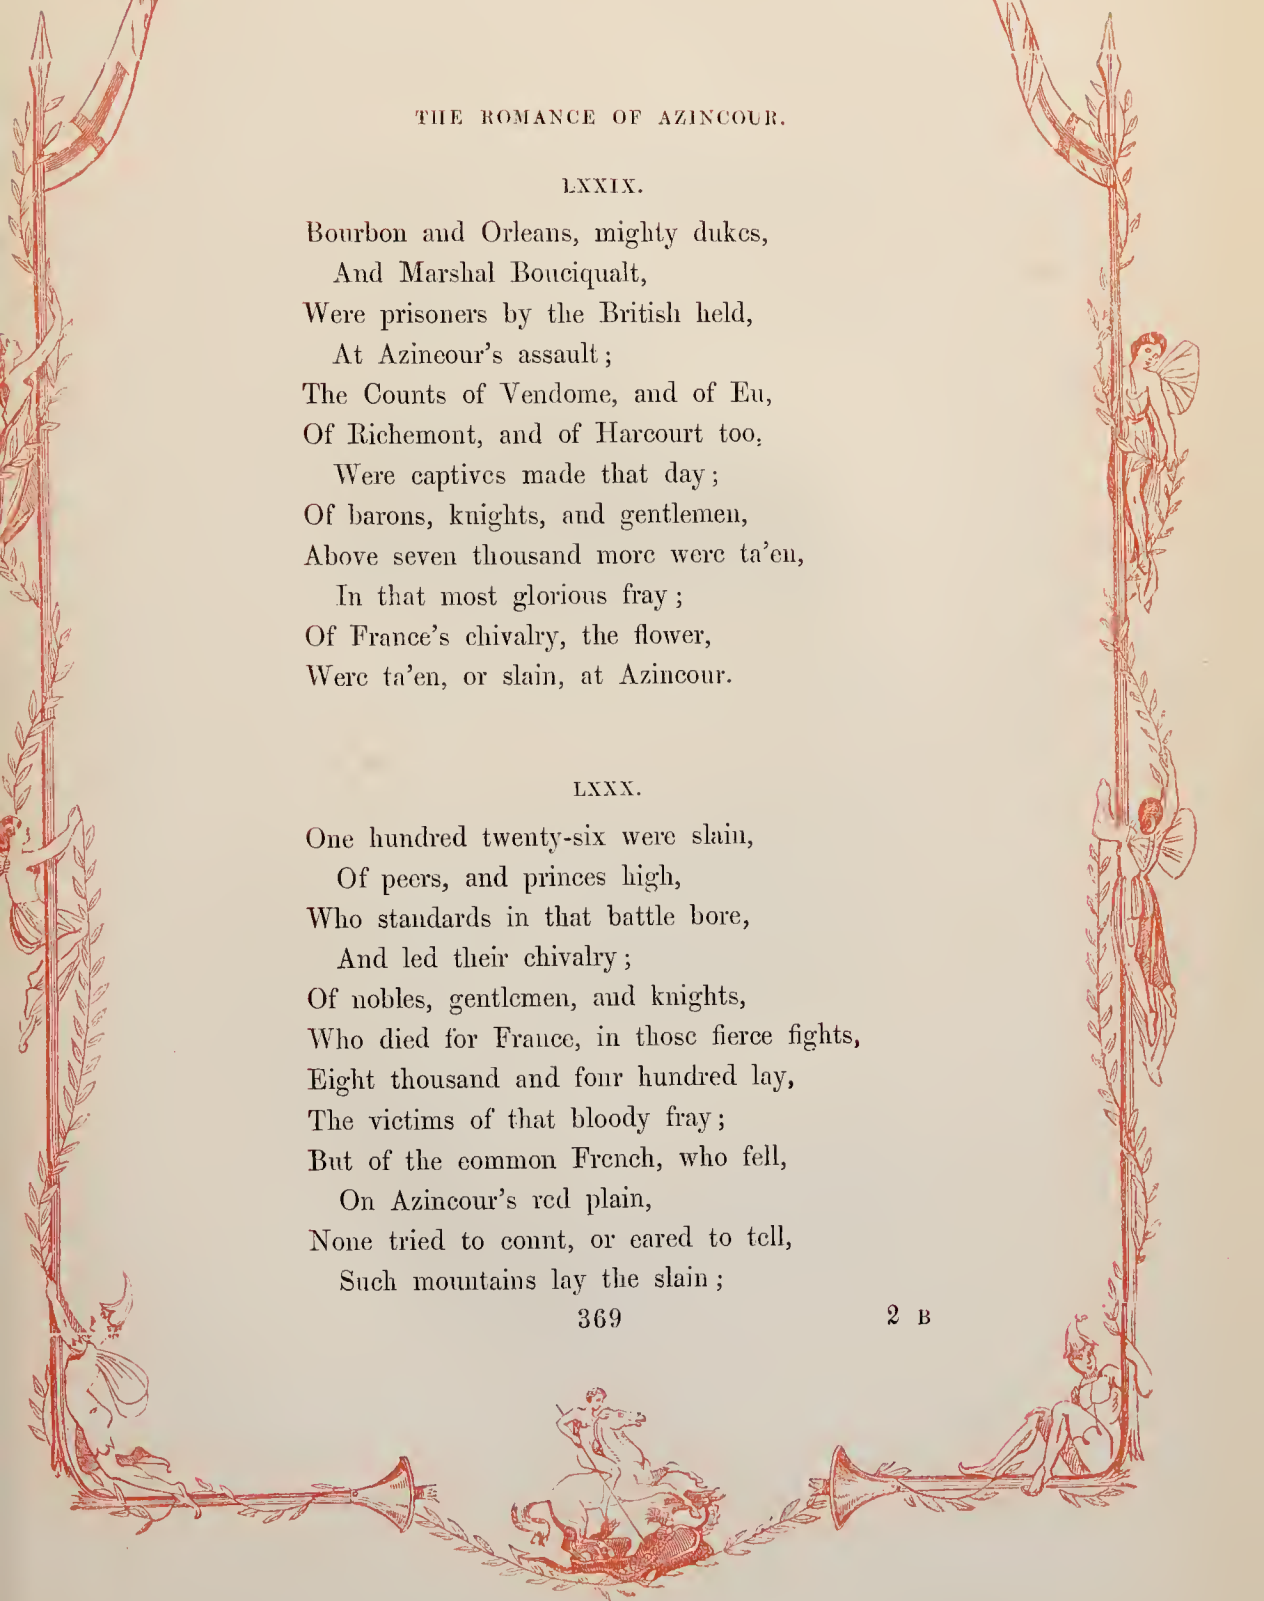 THE ROMANCE OF AZINCOUR.
LXXIX.
Bourbon and Orleans, mighty dukes,
And Marshal Bouciqualt,
Were prisoners by the British held,
At Azincour's assault;
The Counts of Vendome, and of Eu,
Of Richemont, and of Harcourt too,
Were captives made that day;
Of barons, knights, and gentlemen,
Above seven thousand more were ta'en,
In that most glorious fray;
Of France's chivalry, the flower,
Were ta'en, or slain, at Azincour.
LXXX.
One hundred twenty-six were slain,
Of peers, and princes high,
Who standards in that battle bore,
And led their chivalry;
Of nobles, gentlemen, and knights,
Who died for France, in those fierce fights,
Eight thousand and four hundred lay,
The victims of that bloody fray;
But of the common French, who fell,
On Azincour's red plain,
None tried to count, or cared to tell,
Such mountains lay the slain;
369 2 B